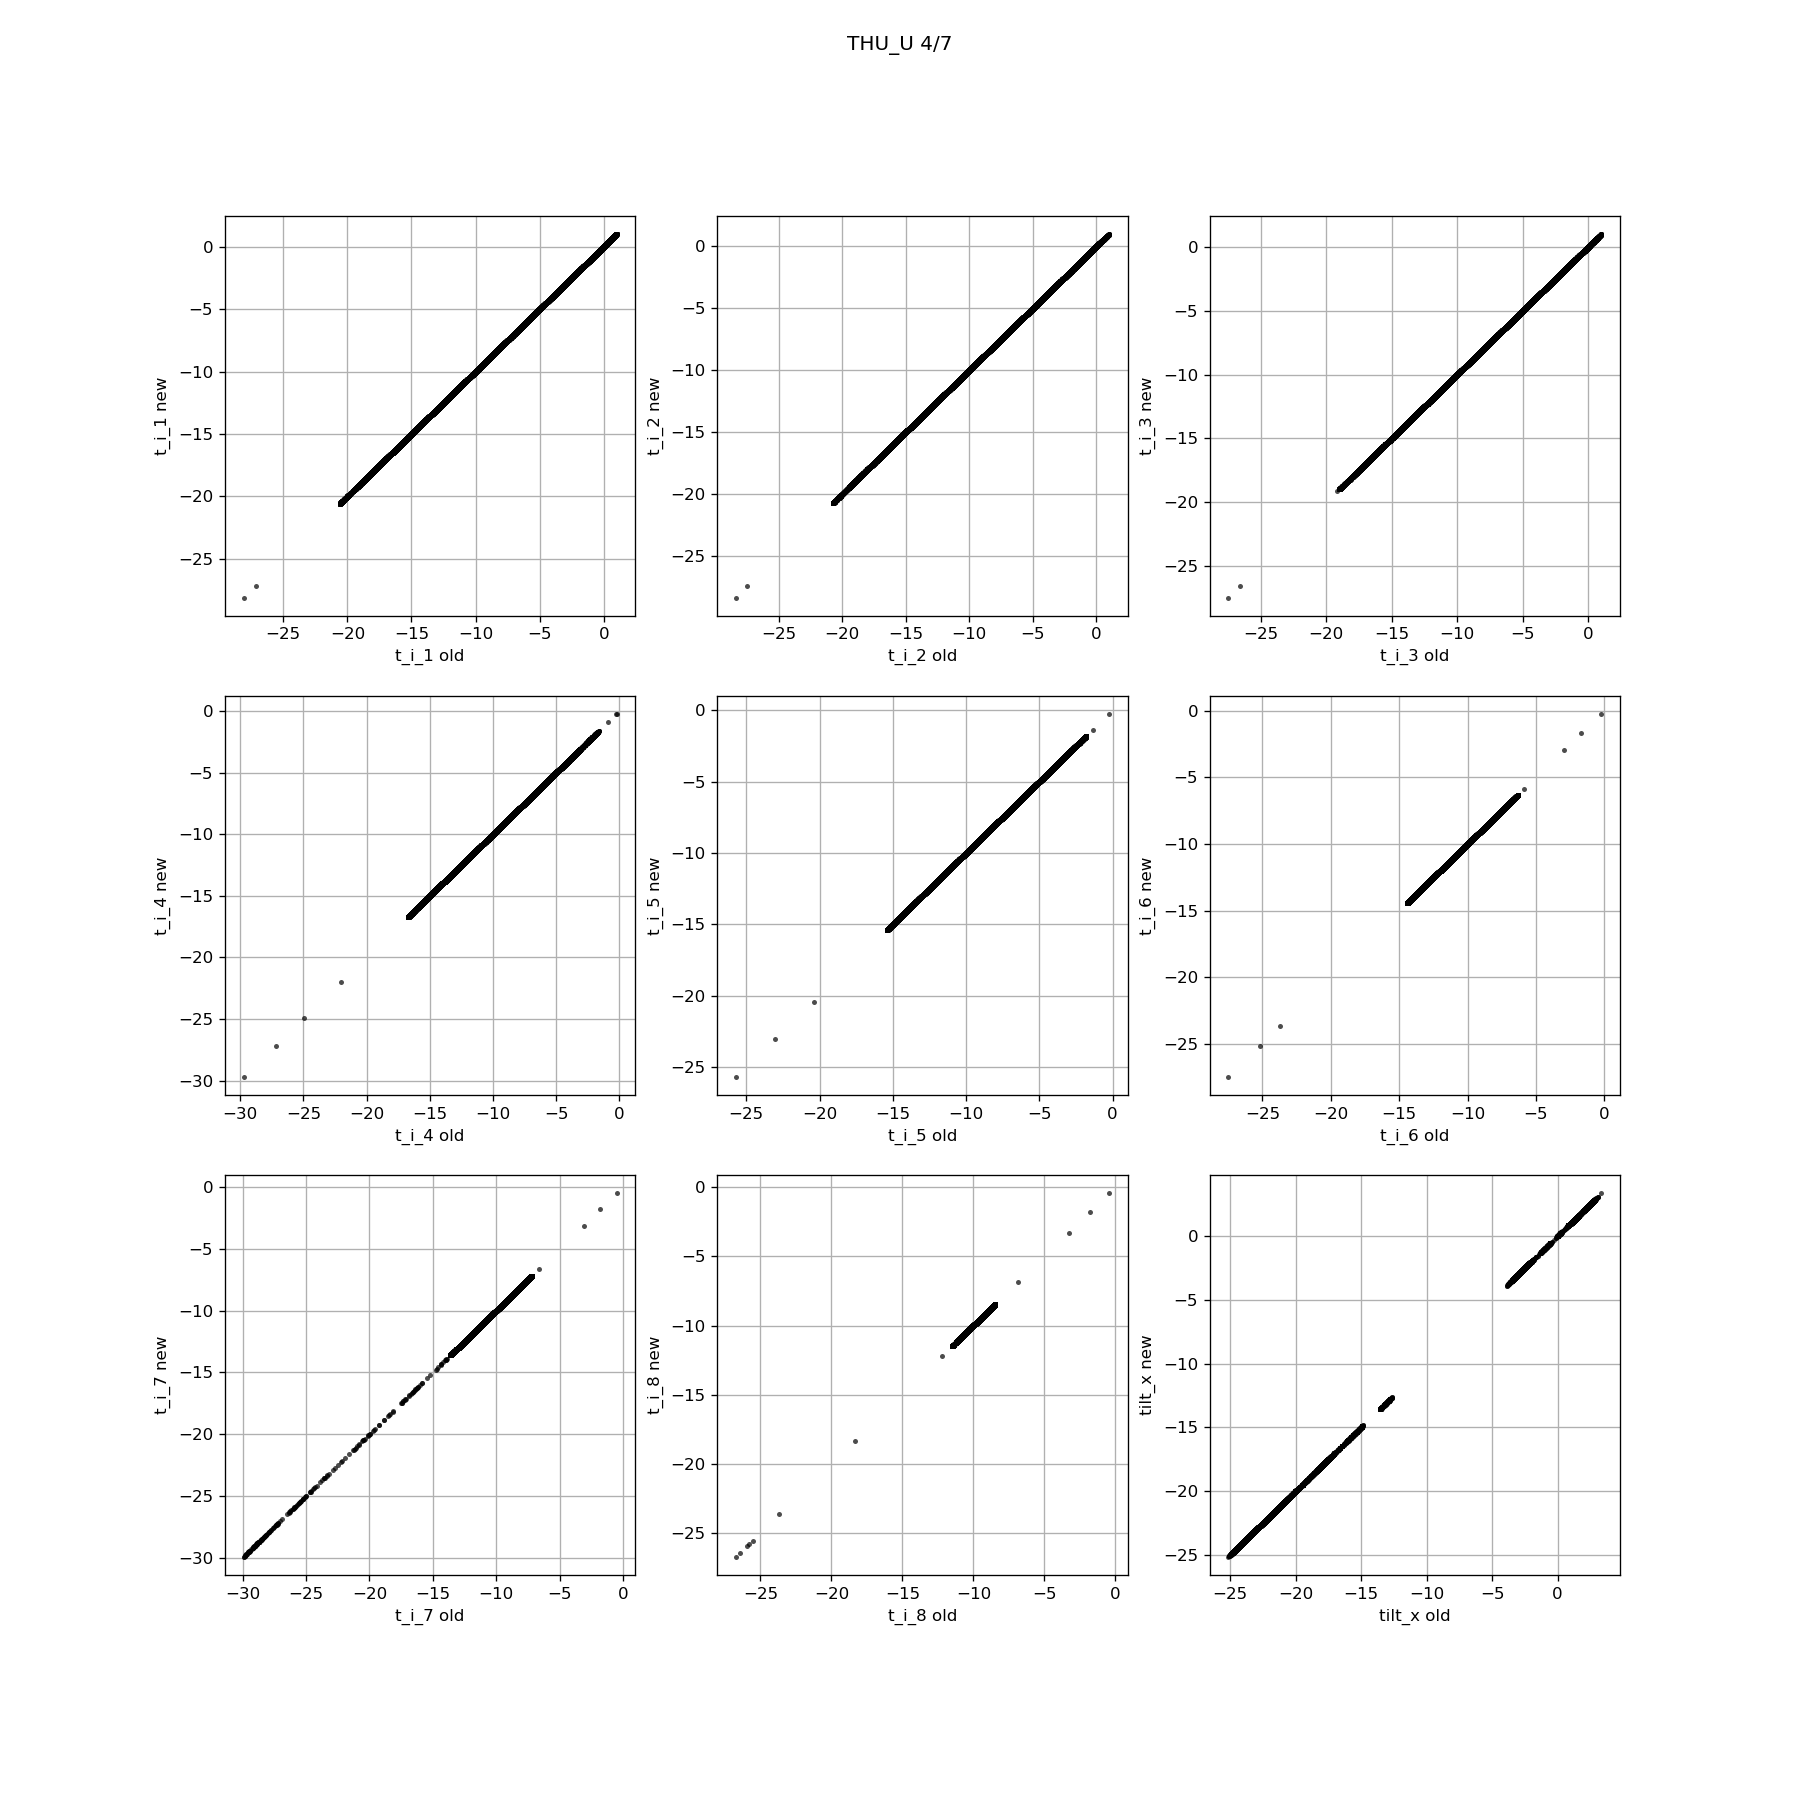 THU_U 4/7
0
−5
−10
−15
−20
−25
t_i_1 new
−25 −20 −15 −10 −5 0
t_i_1 old
0
−5
−10
−15
−20
−25
t_i_2 new
−25 −20 −15 −10 −5 0
t_i_2 old
0
−5
−10
−15
−20
−25
t_i_3 new
−25 −20 −15 −10 −5 0
t_i_3 old
0
−5
−10
−15
−20
−25
−30
t_i_4 new
−30 −25 −20 −15 −10 −5 0
t_i_4 old
0
−5
−10
−15
−20
−25
t_i_5 new
−25 −20 −15 −10 −5 0
t_i_5 old
0
−5
−10
−15
−20
−25
t_i_6 new
−25 −20 −15 −10 −5 0
t_i_6 old
0
−5
−10
−15
−20
−25
−30
t_i_7 new
−30 −25 −20 −15 −10 −5 0
t_i_7 old
0
−5
−10
−15
−20
−25
t_i_8 new
−25 −20 −15 −10 −5 0
t_i_8 old
0
−5
−10
−15
−20
−25
tilt_x new
−25 −20 −15 −10 −5 0
tilt_x old